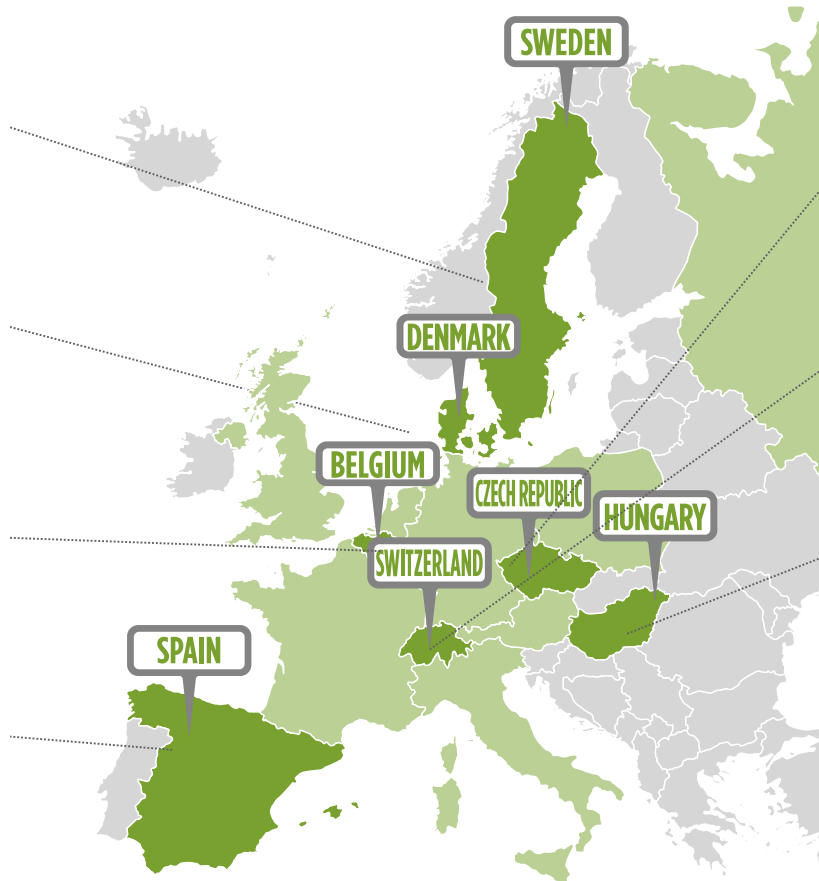 SWEDEN
DENMARK
BELGIUM
CZECH REPUBLIC
HUNGARY
SWITZERLAND
SPAIN